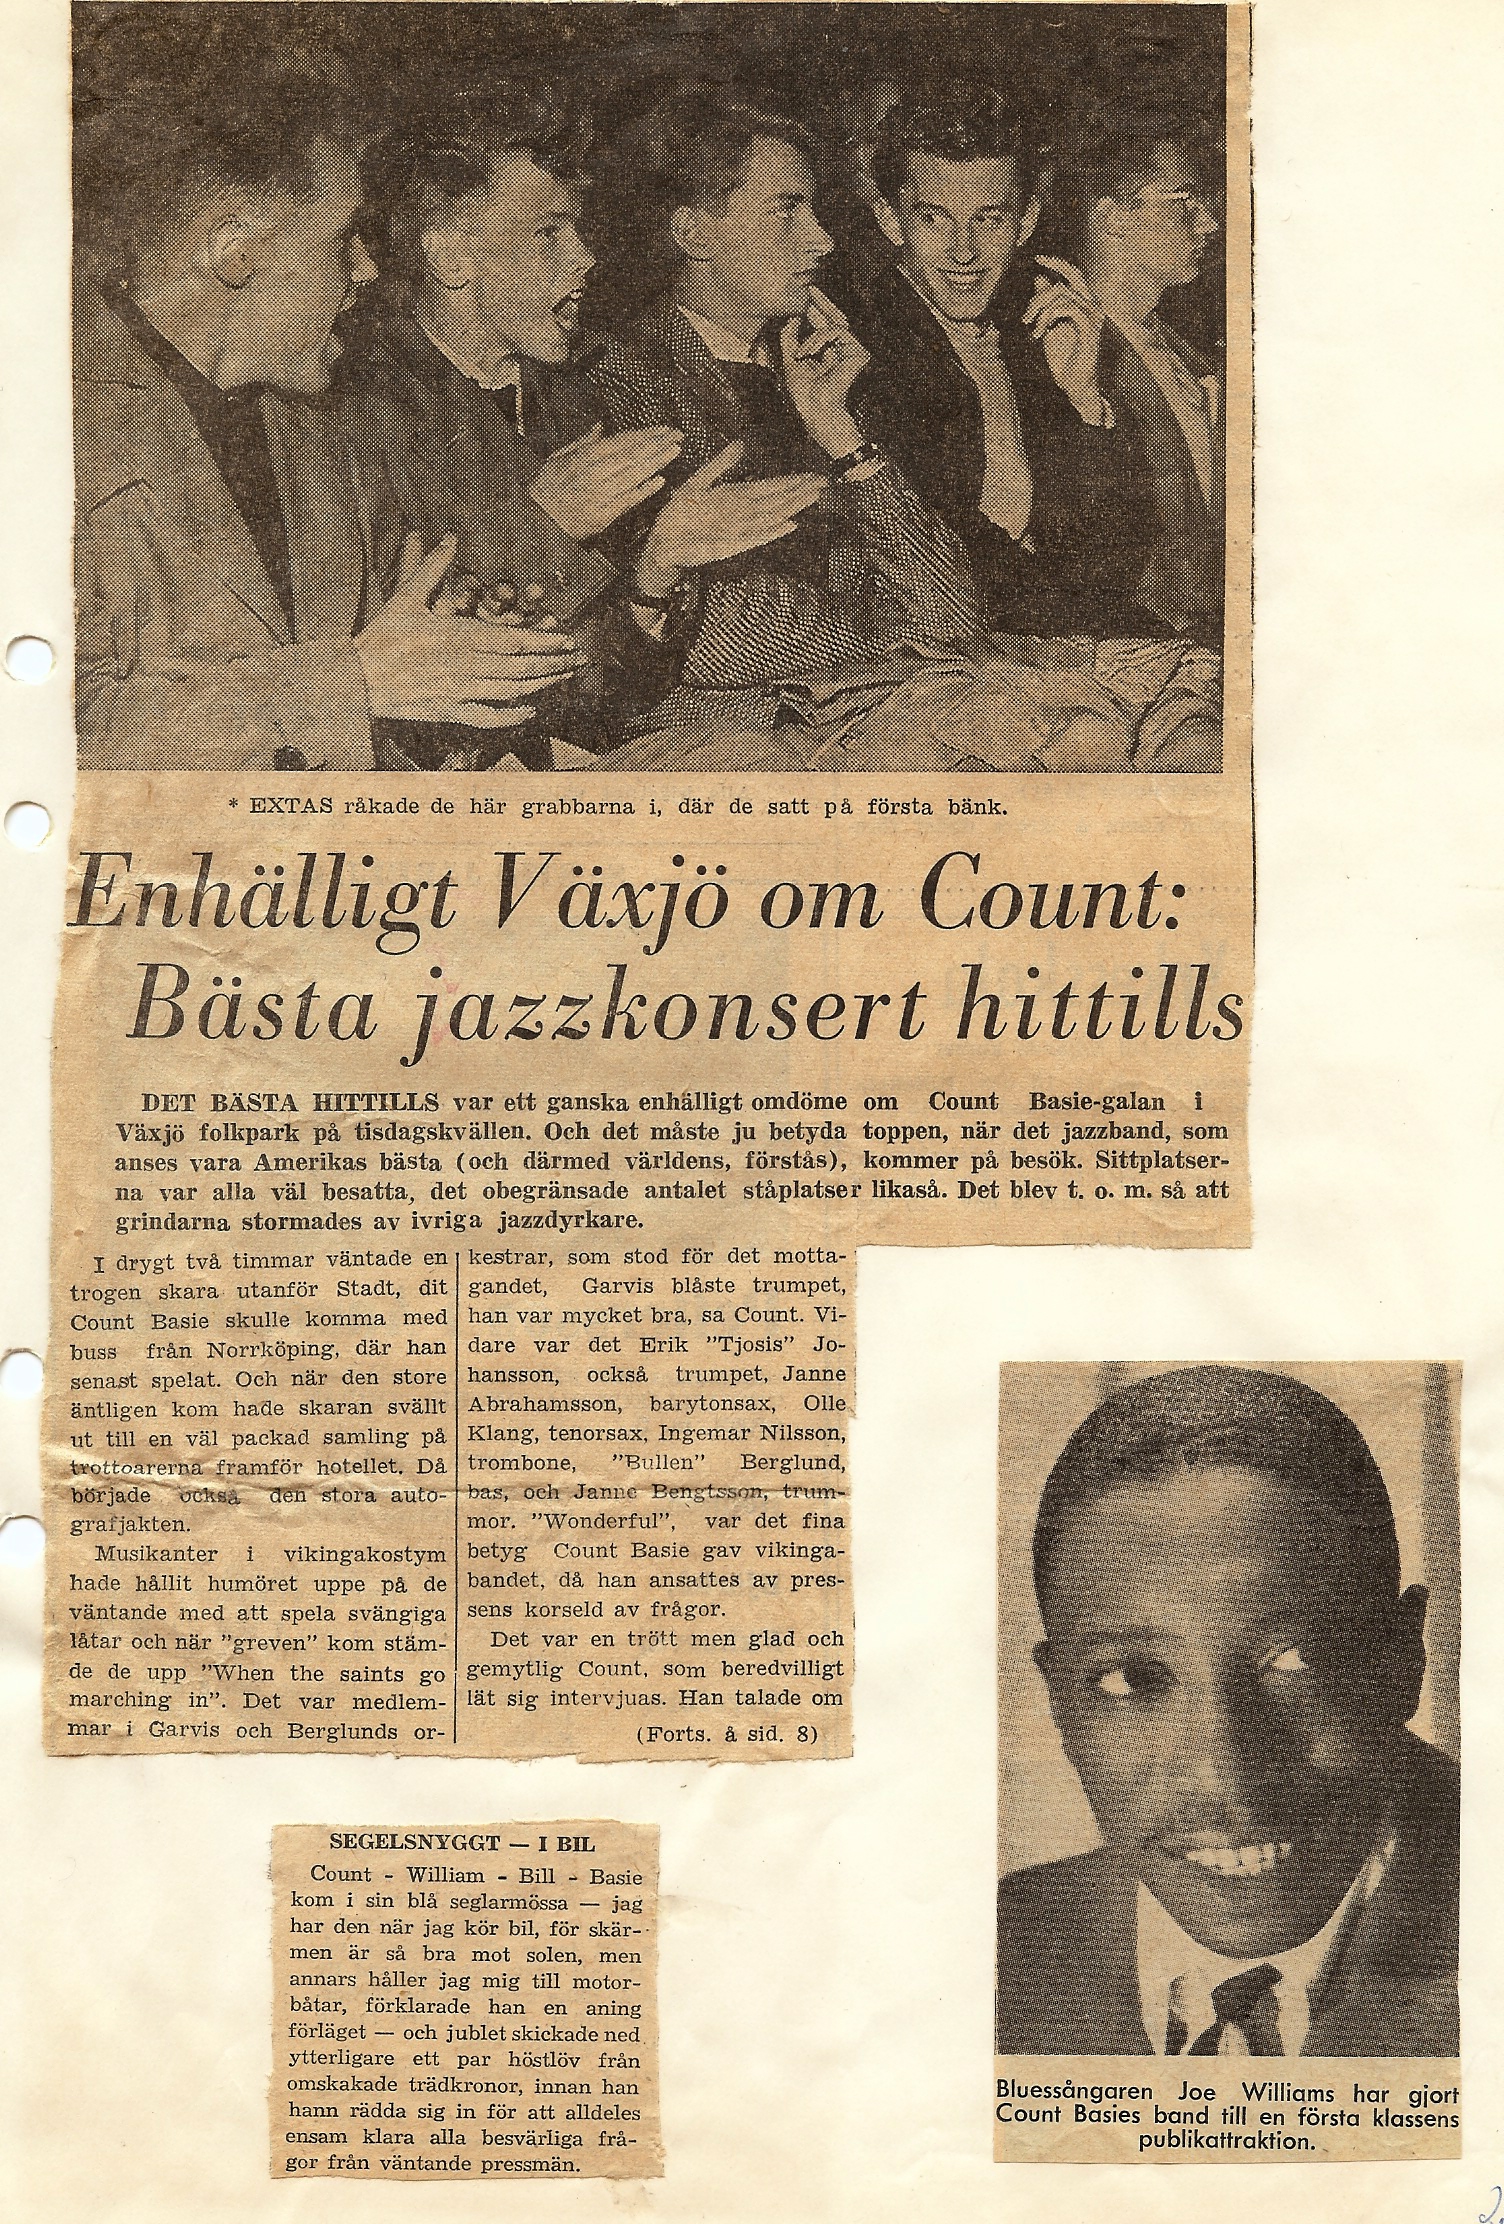 * EXTAS råkade de här grabbarna i, där de satt på första bänk.
Enhälligt Växjö om Count:
Bästa jazzkonsert hittills
DET BÄSTA HITTILLS var ett ganska enhälligt omdöme om Count Basie-galan i
Växjö folkpark på tisdagskvällen. Och det måste ju betyda toppen, när det jazzband, som
anses vara Amerikas bästa (och därmed världens, förstås), kommer på besök. Sittplatser-
na var alla väl besatta, det obegränsade antalet ståplatser likaså. Det blev t. o. m. så att
grindarna stormades av ivriga jazzdyrkare.
I drygt två timmar väntade en
trogen skara utanför Stadt, dit
Count Basie skulle komma med
buss från Norrköping, där han
senast spelat. Och när den store
äntligen kom hade skaran svällt
ut till en väl packad samling på
trottoarerna framför hotellet. Då
började också den stora auto-
grafjakten.
Musikanter i vikingakostym
hade hållit humöret uppe på de
väntande med att spela svängiga
låtar och när "greven" kom stäm-
de de upp "When the saints go
marching in". Det var medlem-
mar i Garvis och Berglunds or-
kestrar, som stod för det motta-
gandet, Garvis blåste trumpet,
han var mycket bra, sa Count. Vi-
dare var det Erik "Tjosis" Jo-
hansson, också trumpet, Janne
Abrahamsson, barytonsax, Olle
Klang, tenorsax, Ingemar Nilsson,
trombone, "Bullen" Berglund,
bas, och Janne Bengtsson, trum-
mor. "Wonderful", var det fina
betyg Count Basie gav vikinga-
bandet, då han ansattes av pres-
sens korseld av frågor.
Det var en trött men glad och
gemytlig Count, som beredvilligt
lät sig intervjuas. Han talade om
(Forts. å sid. 8)
SEGELSNYGGT — I BIL
Count - William - Bill - Basie
kom i sin blå seglarmössa — jag
har den när jag kör bil, för skär-
men är så bra mot solen, men
annars håller jag mig till motor-
båtar, förklarade han en aning
förläget — och jublet skickade ned
ytterligare ett par höstlöv från
omskakade trädkronor, innan han
hann rädda sig in för att alldeles
ensam klara alla besvärliga frå-
gor från väntande pressmän.
Bluessångaren Joe Williams har gjort
Count Basies band till en första klassens
publikattraktion.
2.